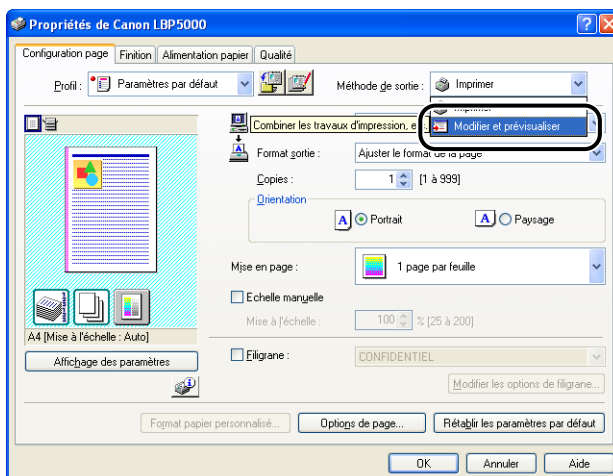 Propriétés de Canon LBP5000
Configuration page Finition Alimentation papier Qualité
Profil : Paramètres par défaut Méthode de sortie : Imprimer
Imprimer
Combiner les travaux d'impression, e Modifier et prévisualiser
Format sortie : Ajuster le format de la page
Copies : 1 [1 à 999]
Orientation
A Portrait A Paysage
Mise en page : 1 page par feuille
Echelle manuelle
Mise à l'échelle : 100 % [25 à 200]
A4 [Mise à l'échelle : Auto]
Affichage des paramètres
Filigrane : CONFIDENTIEL
Modifier les options de filigrane...
Format papier personnalisé... Options de page... Rétablir les paramètres par défaut
OK Annuler Aide